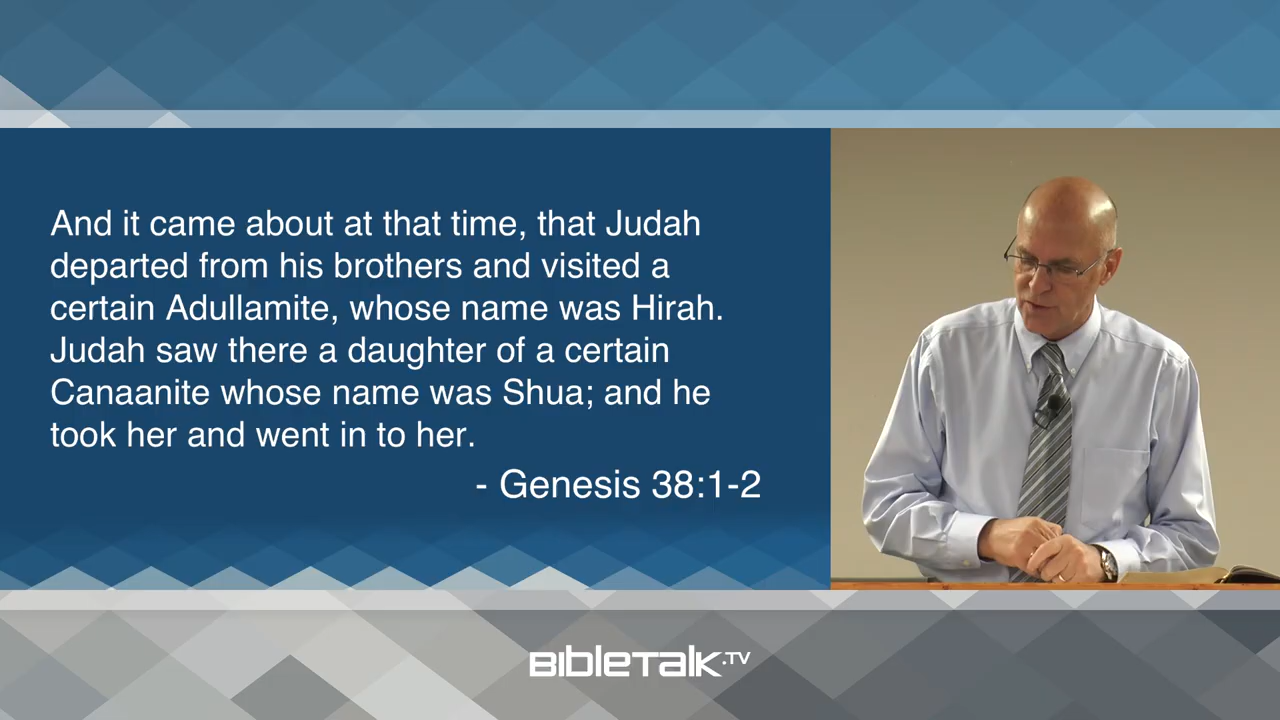 And it came about at that time, that Judah
departed from his brothers and visited a
certain Adullamite, whose name was Hirah.
Judah saw there a daughter of a certain
Canaanite whose name was Shua; and he
took her and went in to her.
- Genesis 38:1-2
BiBleTalk.TV